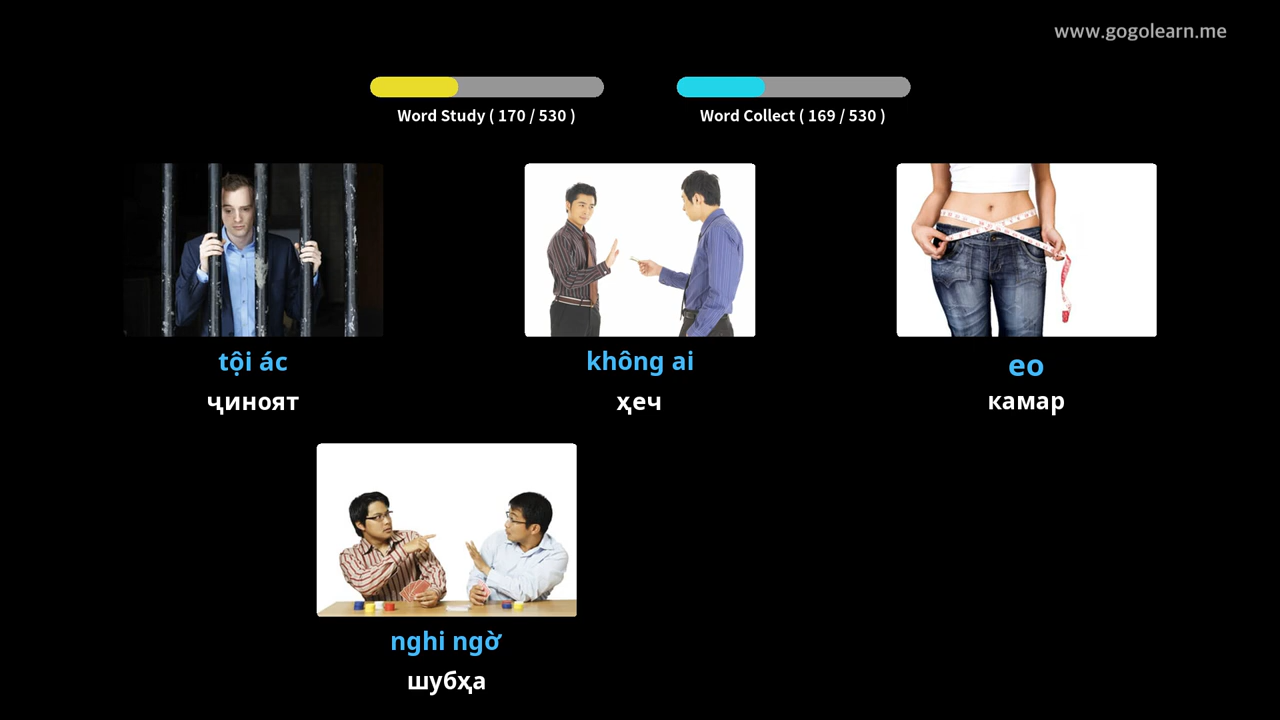 www.gogolearn.me
Word Study ( 170 / 530 )
Word Collect ( 169 / 530 )
tội ác
ҷиноят
không ai
ҳеч
eo
камар
nghi ngờ
шубҳа